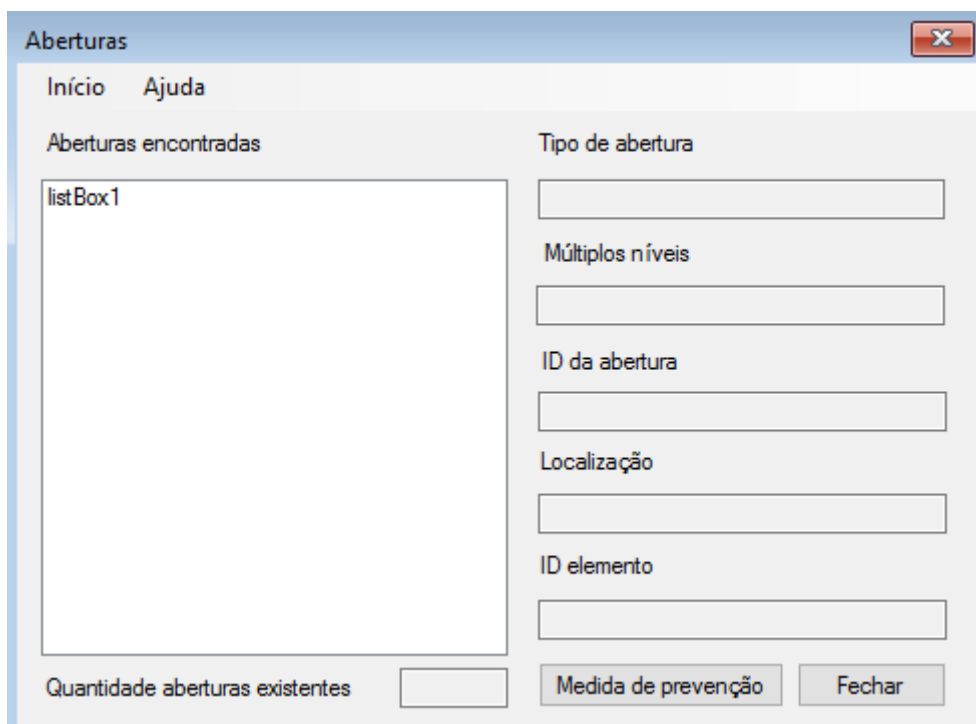 Aberturas
Início Ajuda
Aberturas encontradas
listBox1
Quantidade aberturas existentes
Tipo de abertura
Múltiplos níveis
ID da abertura
Localização
ID elemento
Medida de prevenção Fechar